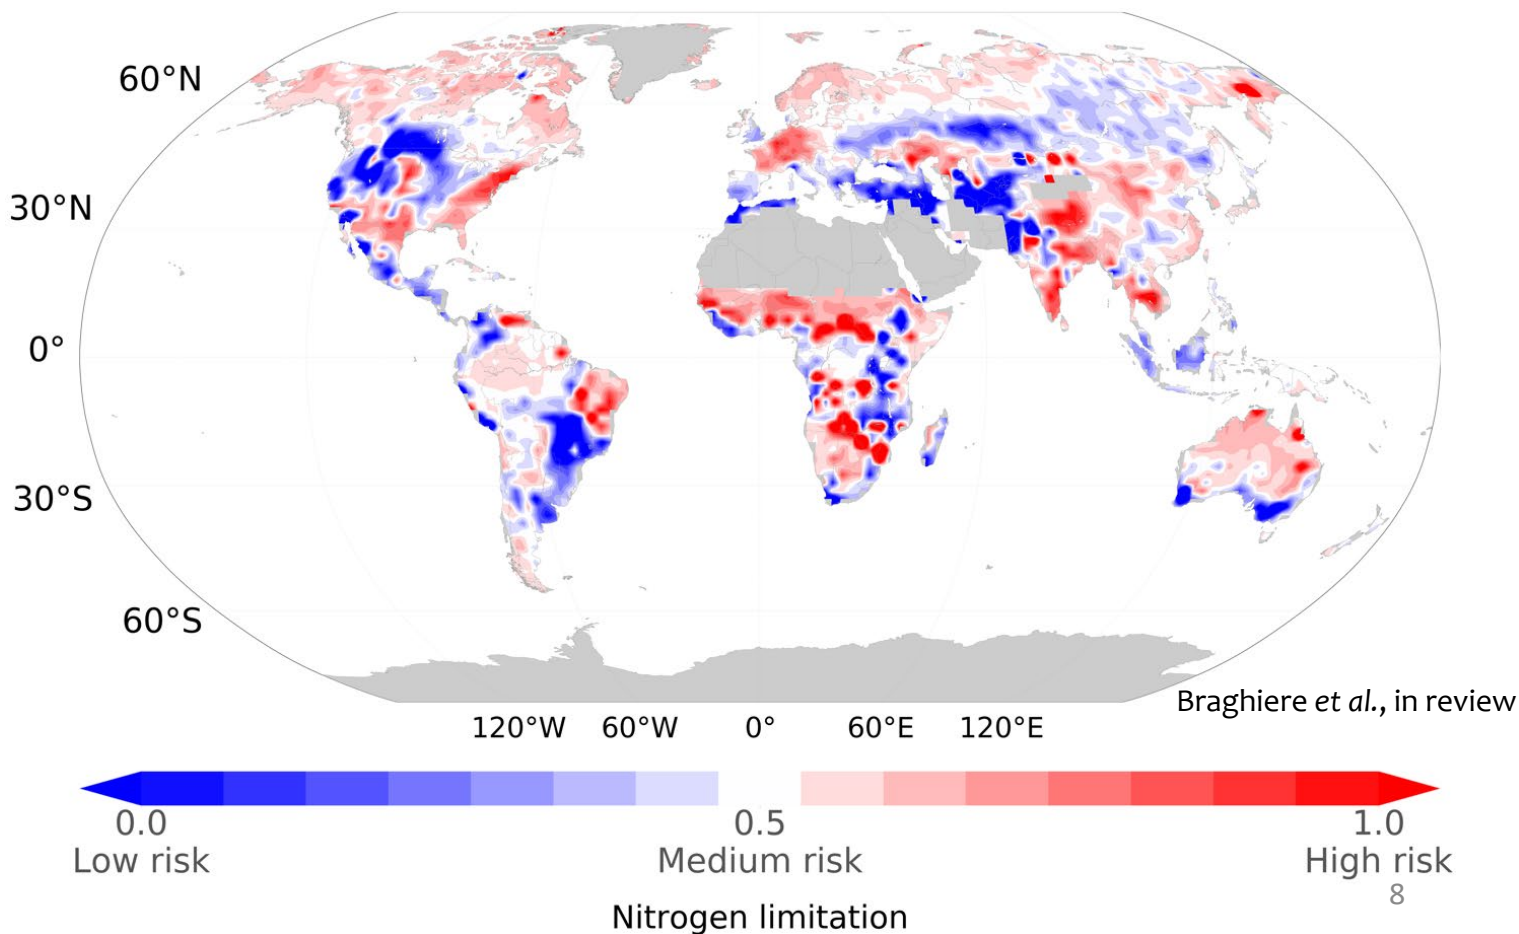 60°N
30°N
0°
30°S
60°S
Braghiere et al., in review
120°W 60°W 0° 60°E 120°E
0.0 0.5 1.0
Low risk Medium risk High risk
8
Nitrogen limitation